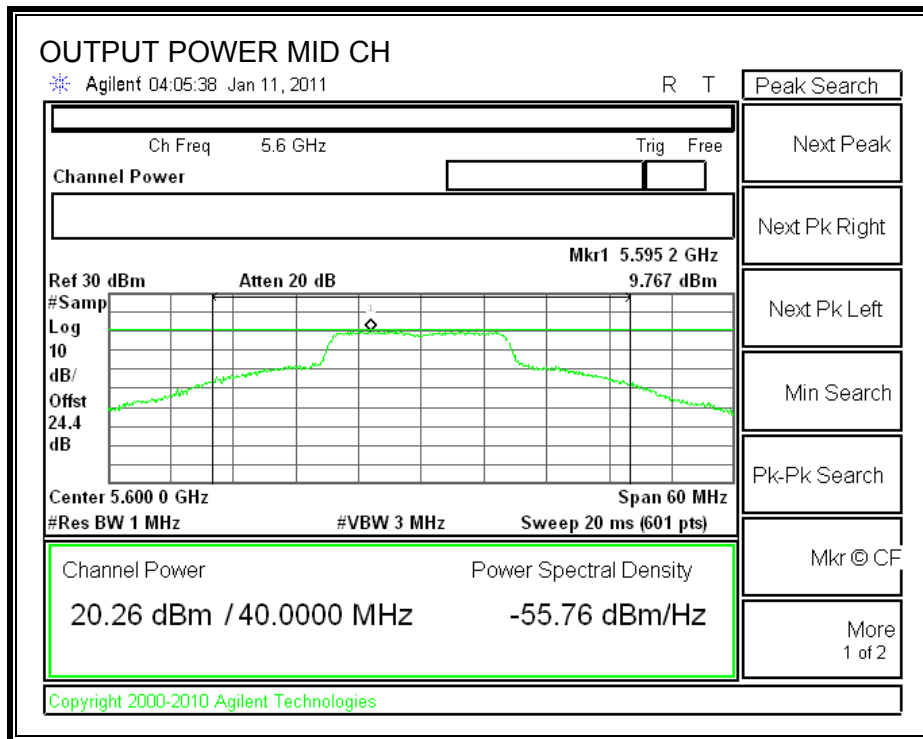 OUTPUT POWER MID CH
Agilent 04:05:38 Jan 11, 2011 R T
Peak Search
Ch Freq 5.6 GHz Trig Free
Channel Power
Mkr1 5.595 2 GHz
Ref 30 dBm Atten 20 dB 9.767 dBm
#Samp
Log
10
dB/
Offst
24.4
dB
1
Center 5.600 0 GHz Span 60 MHz
#Res BW 1 MHz #VBW 3 MHz Sweep 20 ms (601 pts)
Channel Power Power Spectral Density
20.26 dBm / 40.0000 MHz -55.76 dBm/Hz
Copyright 2000-2010 Agilent Technologies
Next Peak
Next Pk Right
Next Pk Left
Min Search
Pk-Pk Search
Mkr © CF
More
1 of 2